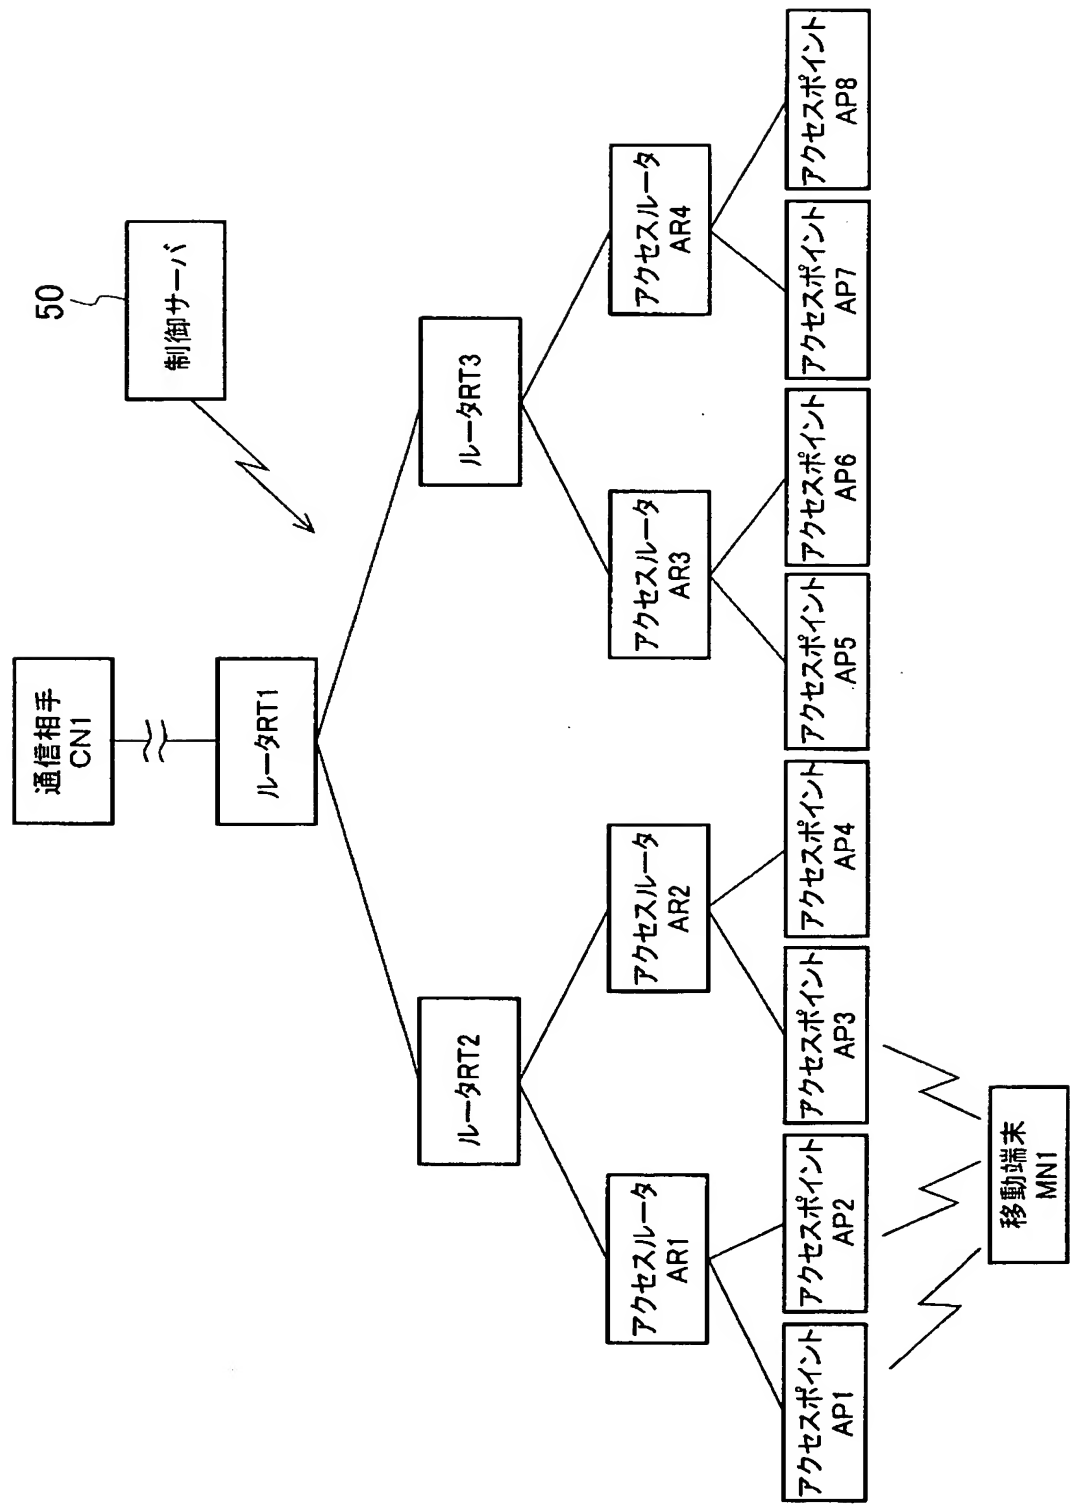 通信相手
CN1
50
制御サーバ
ルータRT1
ルータRT2
ルータRT3
アクセスルータ
AR1
アクセスルータ
AR2
アクセスルータ
AR3
アクセスルータ
AR4
アクセスポイント
AP1
アクセスポイント
AP2
アクセスポイント
AP3
アクセスポイント
AP4
アクセスポイント
AP5
アクセスポイント
AP6
アクセスポイント
AP7
アクセスポイント
AP8
移動端末
MN1